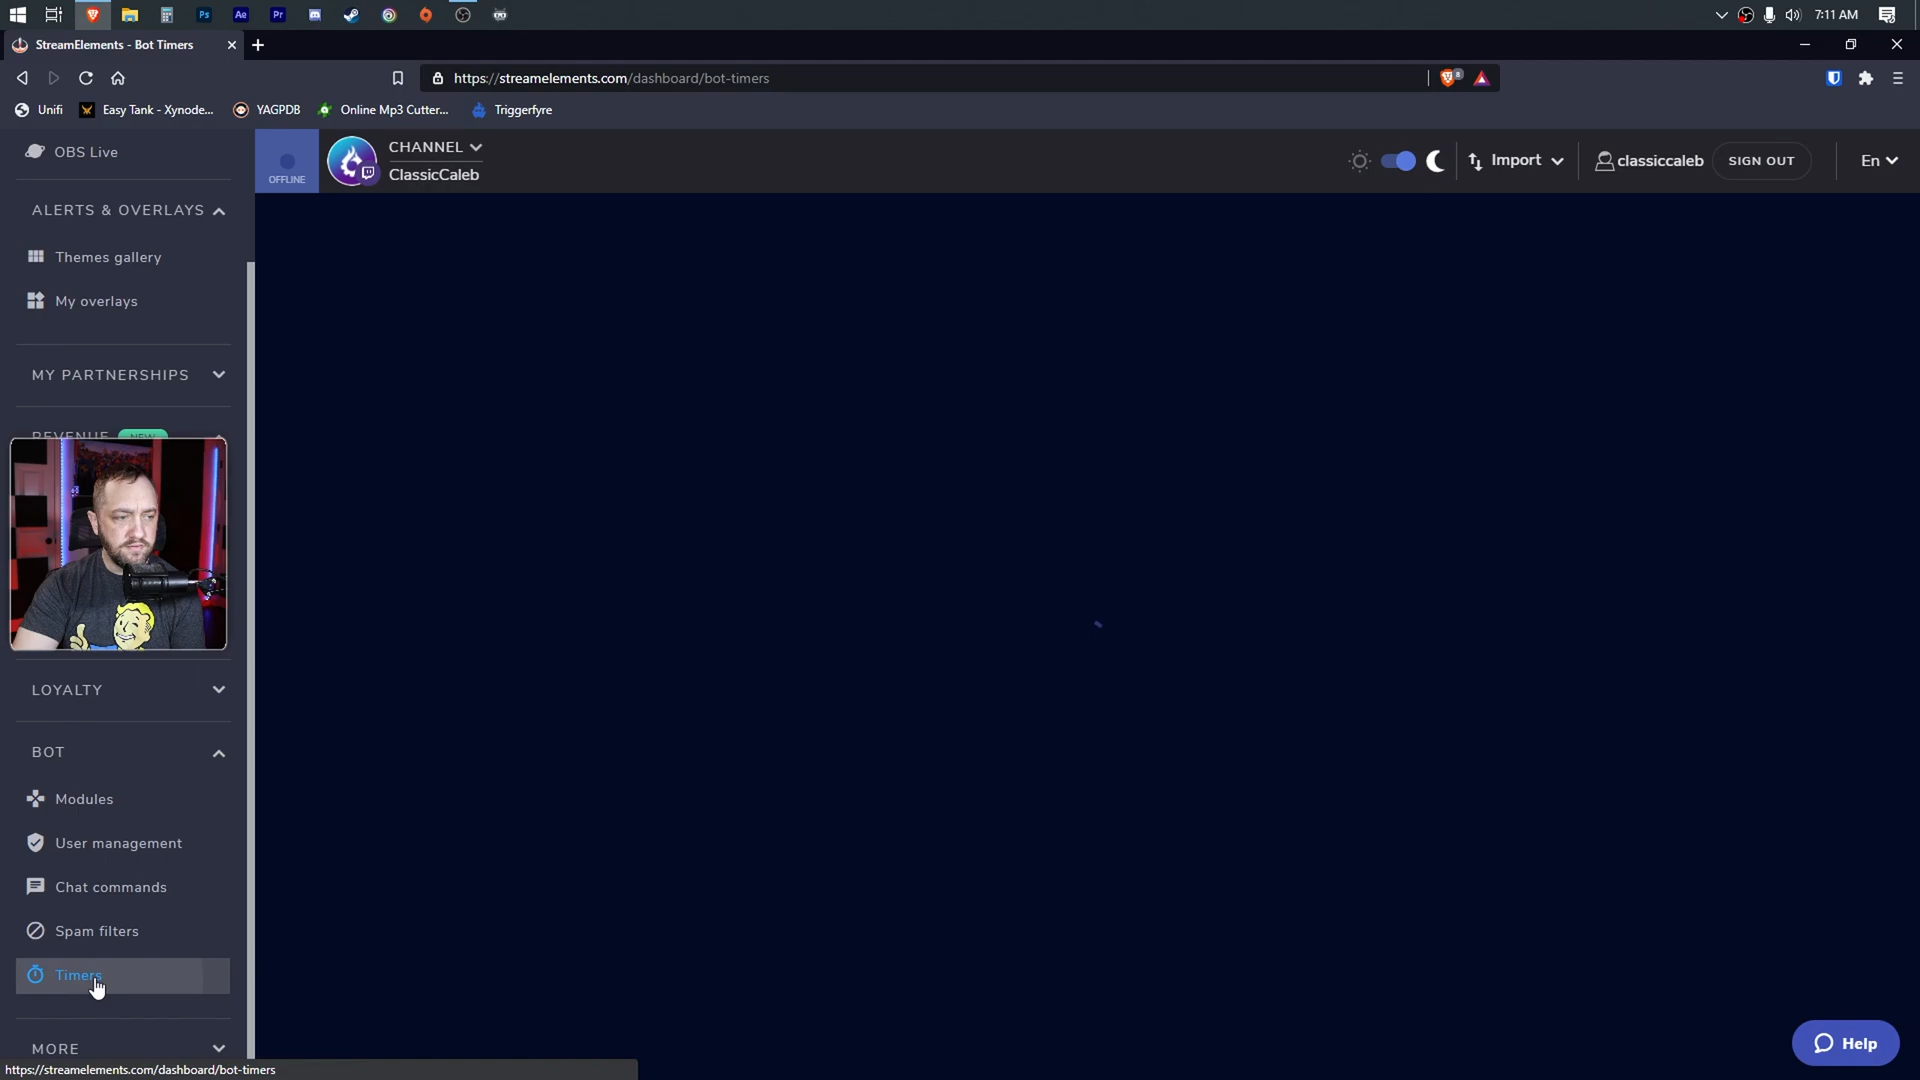 7:11 AM
StreamElements - Bot Timers
https://streamelements.com/dashboard/bot-timers
8
Unifi
Easy Tank - Xynode...
YAGPDB
Online Mp3 Cutter...
Triggerfyre
OBS Live
OFFLINE
CHANNEL
ClassicCaleb
Import
classiccaleb
SIGN OUT
En
ALERTS & OVERLAYS
Themes gallery
My overlays
MY PARTNERSHIPS
REVENUE NEW
LOYALTY
BOT
Modules
User management
Chat commands
Spam filters
Timers
MORE
Help
https://streamelements.com/dashboard/bot-timers